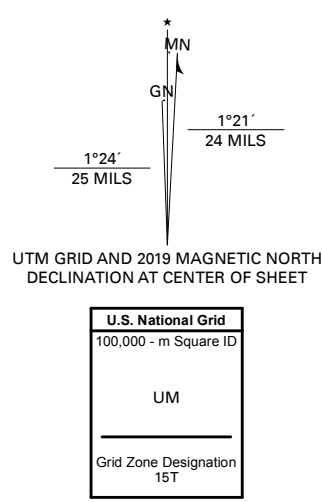 ★
MN
GN
1°21´
24 MILS
1°24´
25 MILS
UTM GRID AND 2019 MAGNETIC NORTH
DECLINATION AT CENTER OF SHEET
U.S. National Grid
100,000 - m Square ID
UM
Grid Zone Designation
15T